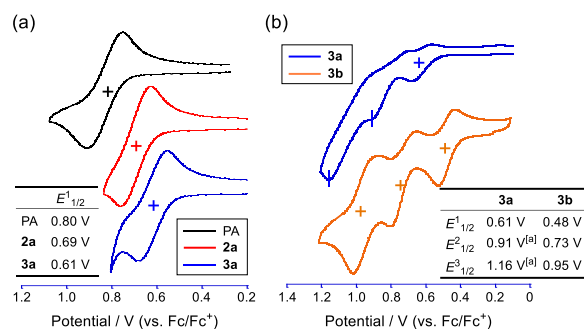 (a)
E¹₁/₂
PA 0.80 V
2a 0.69 V
3a 0.61 V
PA
2a
3a
1.2 1.0 0.8 0.6 0.4 0.2
Potential / V (vs. Fc/Fc⁺)
(b)
3a
3b
3a 3b
E¹₁/₂ 0.61 V 0.48 V
E²₁/₂ 0.91 V[a] 0.73 V
E³₁/₂ 1.16 V[a] 0.95 V
1.4 1.2 1.0 0.8 0.6 0.4 0.2 0
Potential / V (vs. Fc/Fc⁺)